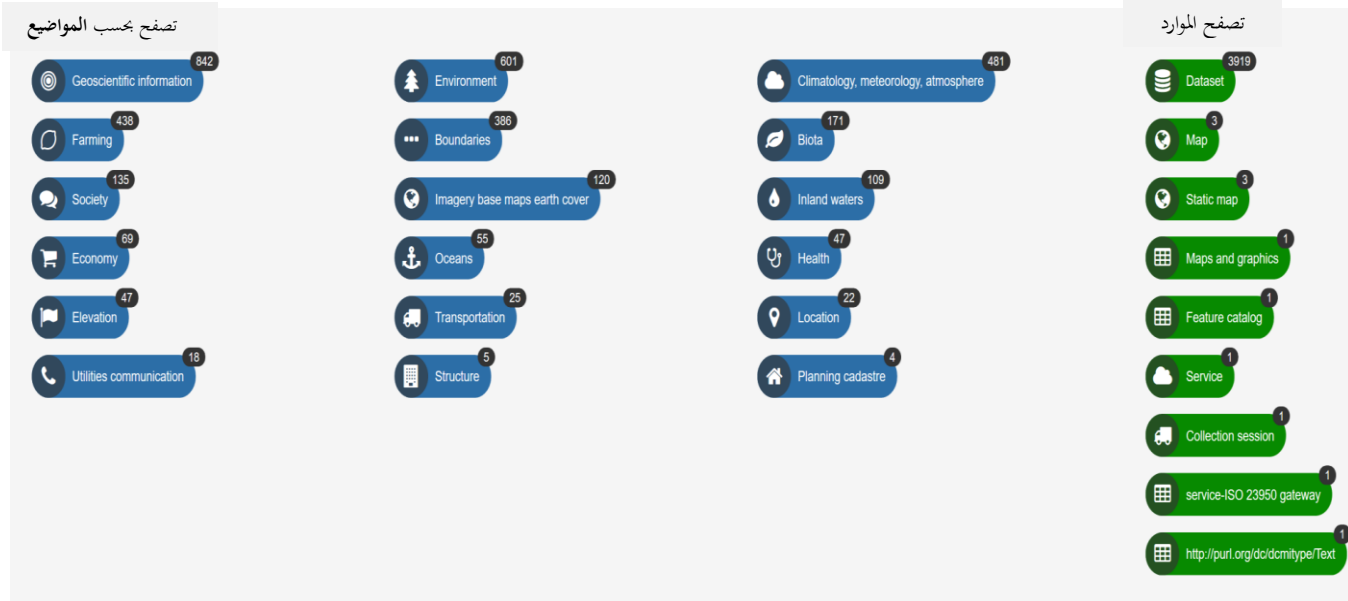 تصفح بحسب المواضيع
تصفح الموارد
842
Geoscientific information
601
Environment
481
Climatology, meteorology, atmosphere
438
Farming
386
Boundaries
171
Biota
135
Society
120
Imagery base maps earth cover
109
Inland waters
69
Economy
55
Oceans
47
Health
47
Elevation
25
Transportation
22
Location
18
Utilities communication
5
Structure
4
Planning cadastre
3919
Dataset
3
Map
3
Static map
1
Maps and graphics
1
Feature catalog
1
Service
1
Collection session
1
service-ISO 23950 gateway
1
http://purl.org/dc/dcmitype/Text